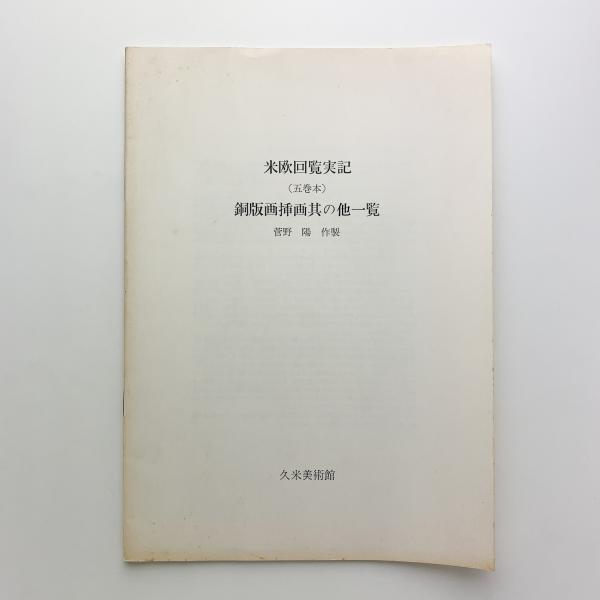 米欧回覧実記
（五巻本）
銅版画挿画其の他一覧
菅野　陽　作製
久米美術館